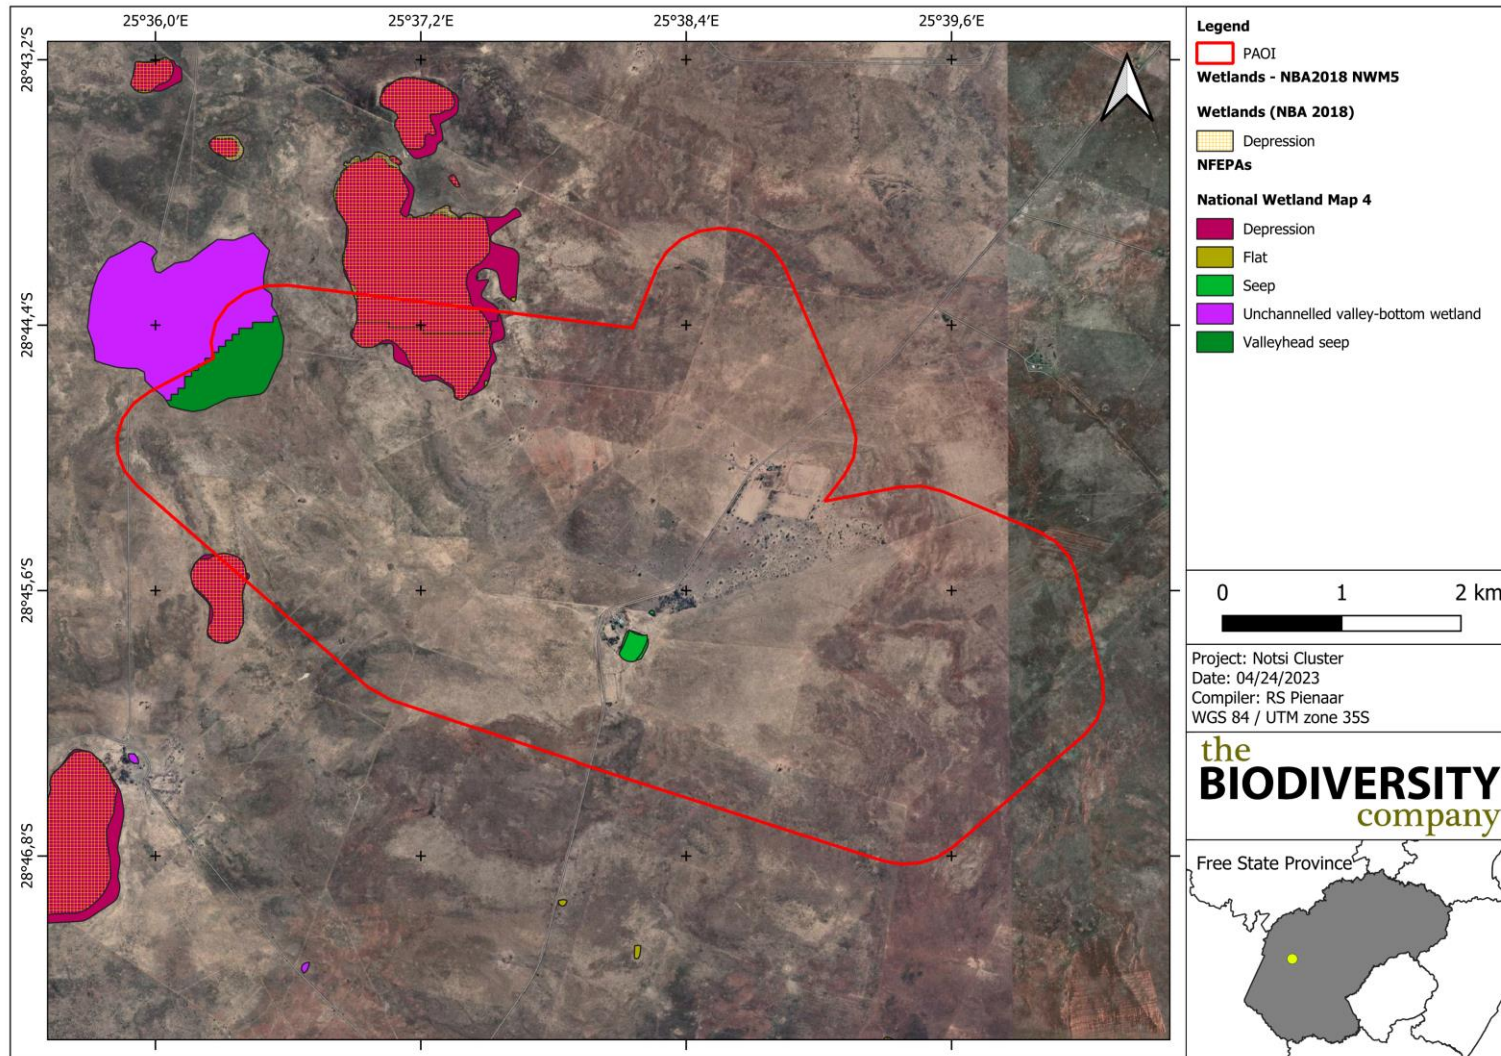 25°36,0′E
25°37,2′E
25°38,4′E
25°39,6′E
28°43,2′S
28°44,4′S
28°45,6′S
28°46,8′S
Legend
PAOI
Wetlands - NBA2018 NWM5
Wetlands (NBA 2018)
Depression
NFEPAs
National Wetland Map 4
Depression
Flat
Seep
Unchannelled valley-bottom wetland
Valleyhead seep
0 1 2 km
Project: Notsi Cluster
Date: 04/24/2023
Compiler: RS Pienaar
WGS 84 / UTM zone 35S
the
BIODIVERSITY
company
Free State Province